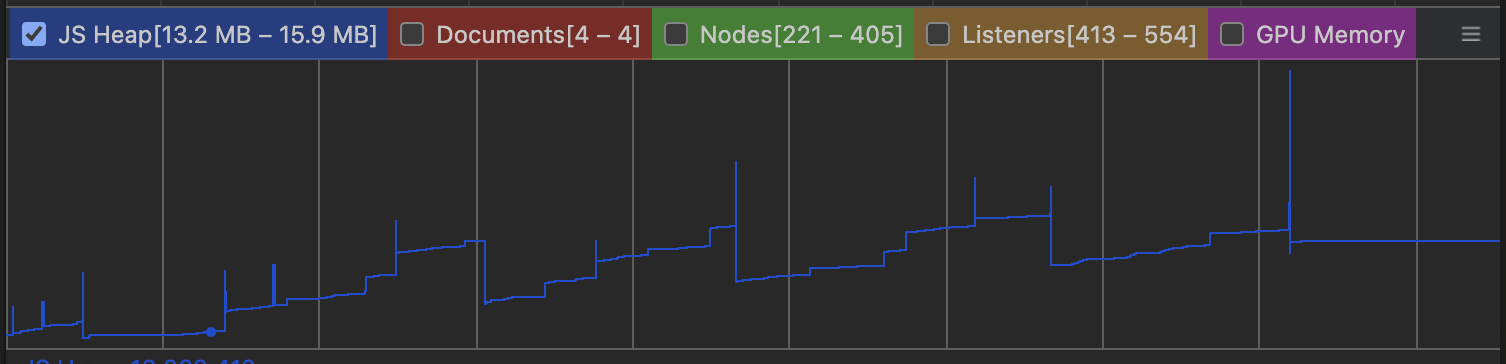 JS Heap[13.2 MB – 15.9 MB] Documents[4 – 4] Nodes[221 – 405] Listeners[413 – 554] GPU Memory